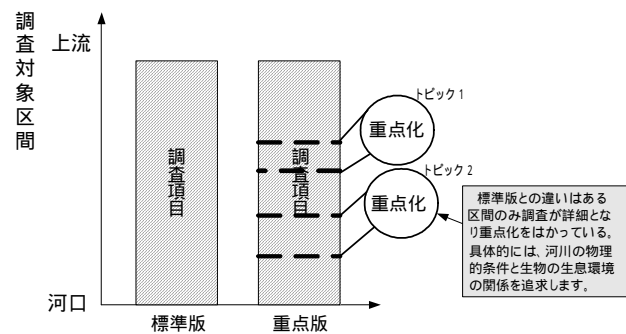 調査対象区間
上流
河口
調査項目
標準版
調査項目
重点版
トピック1
重点化
トピック2
重点化
標準版との違いはある
区間のみ調査が詳細とな
り重点化をはかっている。
具体的には、河川の物理
的条件と生物の生息環境
の関係を追求します。